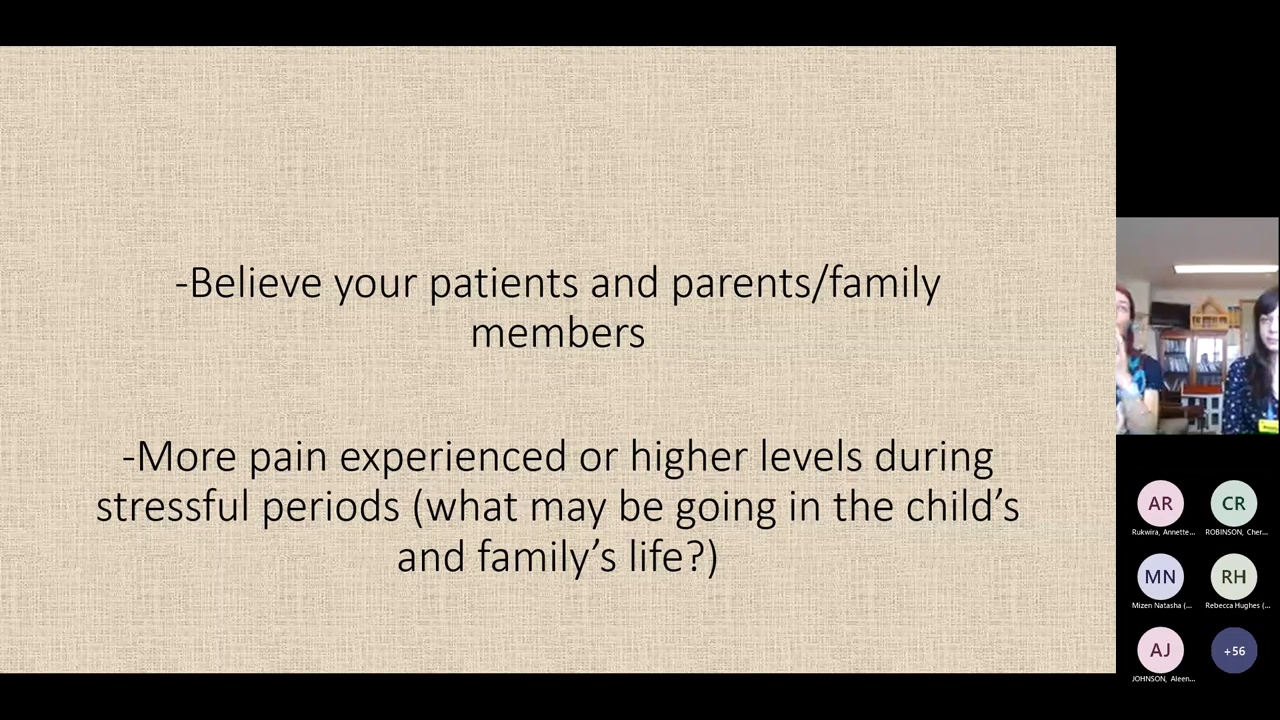 -Believe your patients and parents/family
members
-More pain experienced or higher levels during
stressful periods (what may be going in the child’s
and family’s life?)
AR
CR
Rukwira, Annette...
ROBINSON, Cher...
MN
RH
Mizen Natasha (...
Rebecca Hughes (...
AJ
+56
JOHNSON, Aleen...